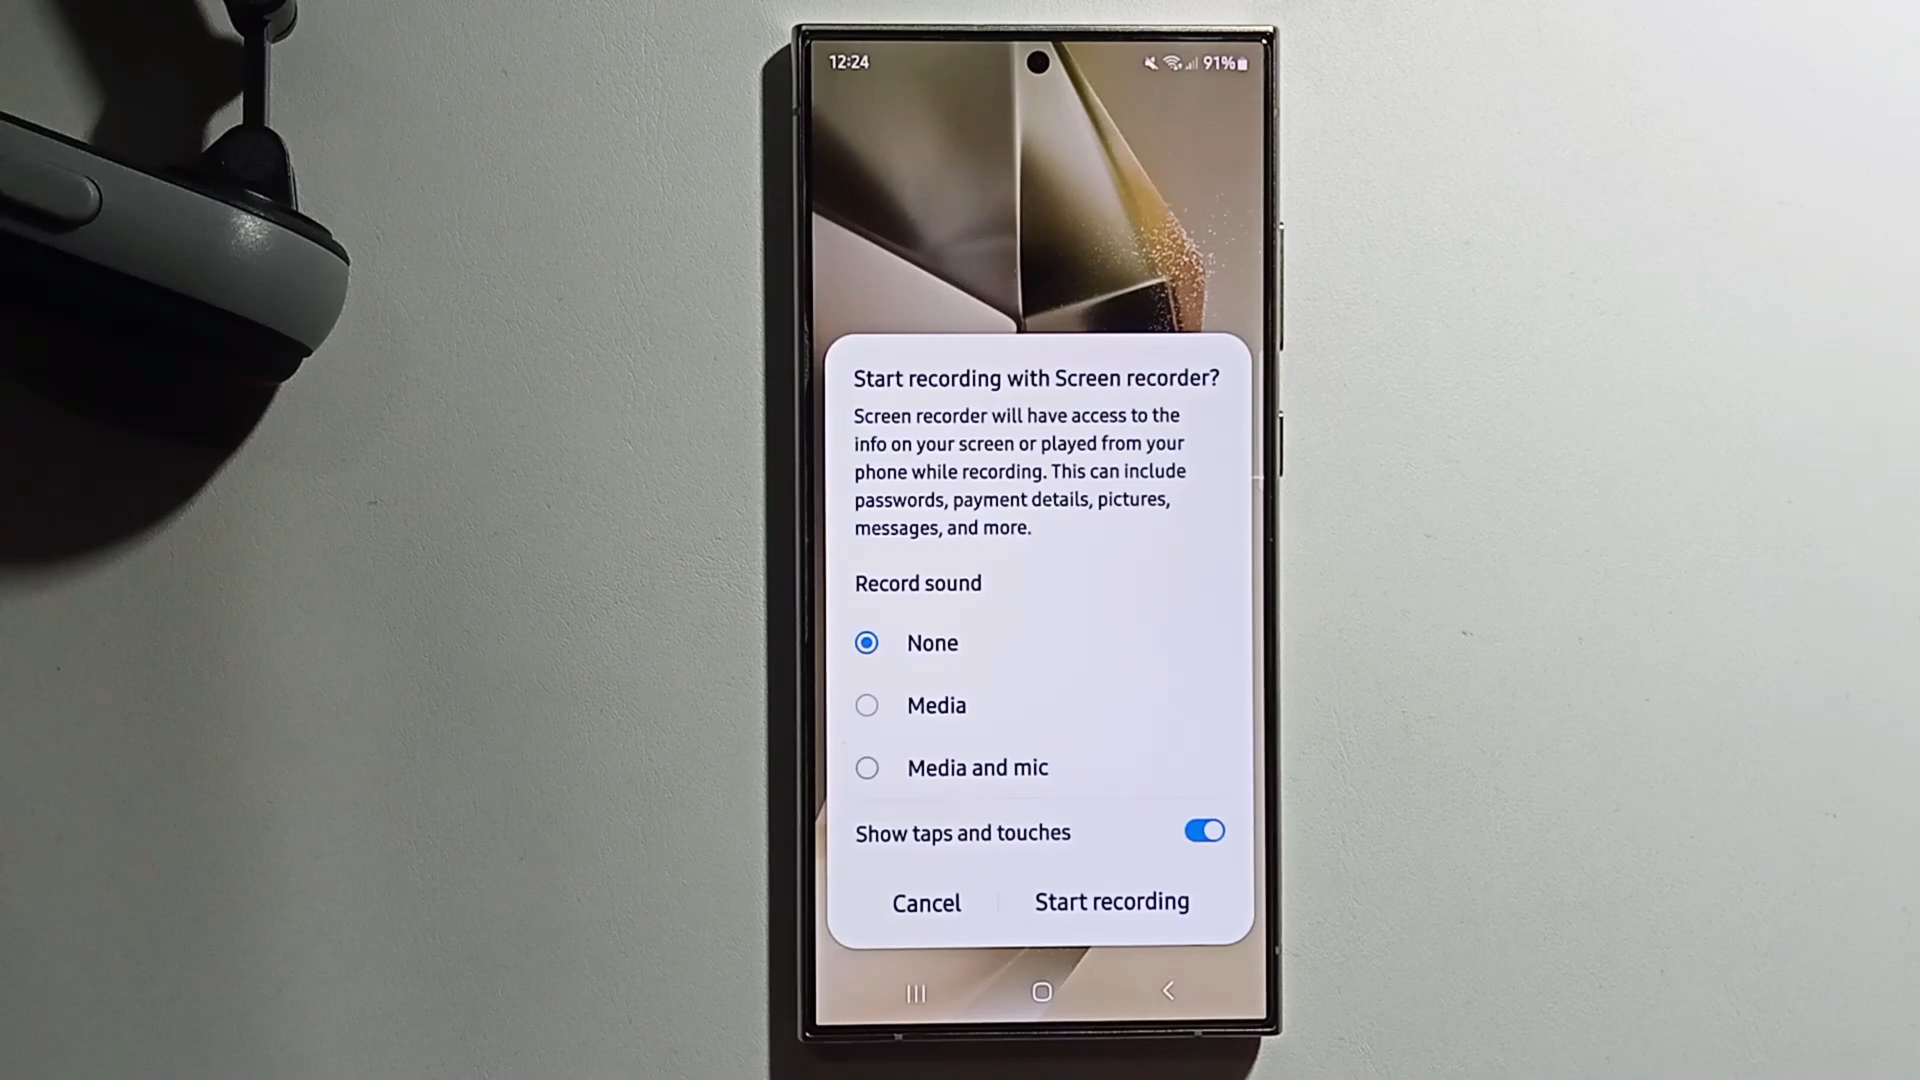 12:24
91%
Start recording with Screen recorder?
Screen recorder will have access to the
info on your screen or played from your
phone while recording. This can include
passwords, payment details, pictures,
messages, and more.
Record sound
None
Media
Media and mic
Show taps and touches
Cancel
Start recording